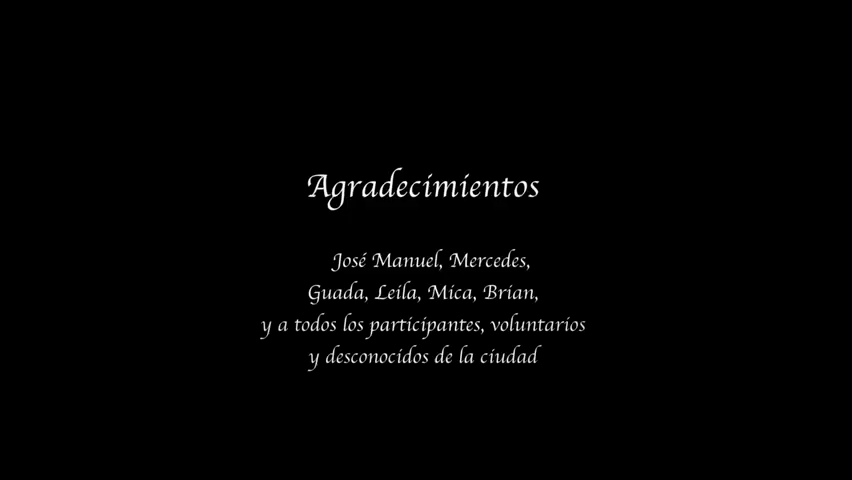 Agradecimientos
José Manuel, Mercedes,
Guada, Leila, Mica, Brian,
y a todos los participantes, voluntarios
y desconocidos de la ciudad